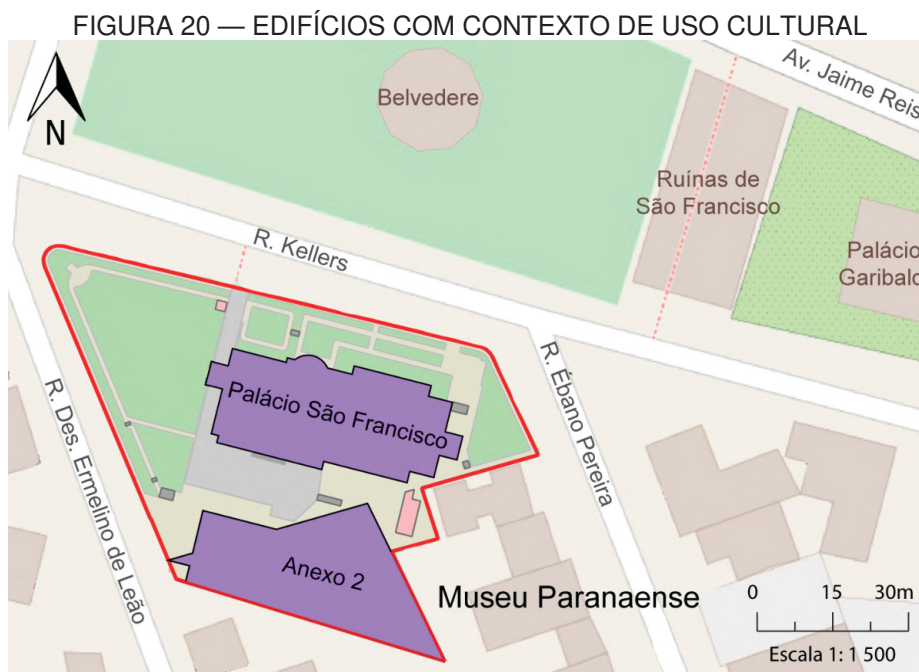 FIGURA 20 — EDIFÍCIOS COM CONTEXTO DE USO CULTURAL
Av. Jaime Reis
Belvedere
N
Ruínas de
São Francisco
R. Kellers
Palácio
Garibald
R. Des. Ermelino de Leão
Palácio São Francisco
R. Ébano Pereira
Anexo 2
Museu Paranaense
0 15 30m
Escala 1: 1 500